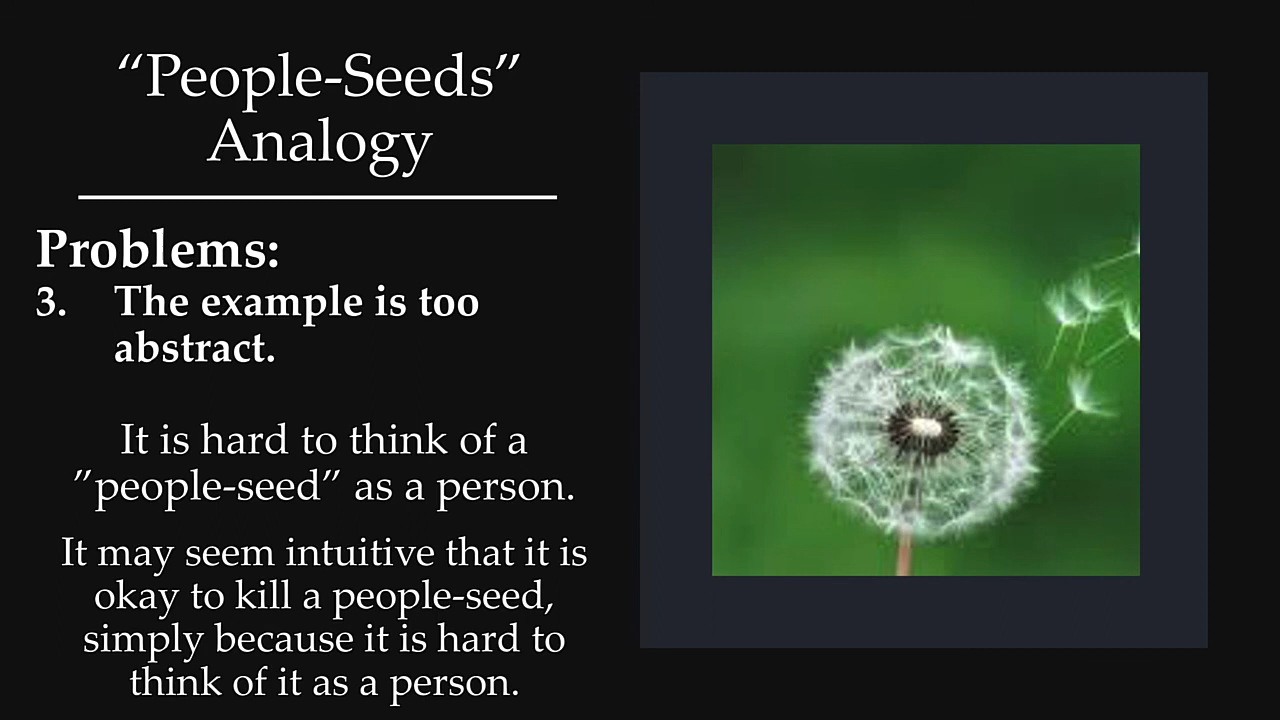 “People-Seeds”
Analogy
Problems:
3. The example is too
abstract.
It is hard to think of a
”people-seed” as a person.
It may seem intuitive that it is
okay to kill a people-seed,
simply because it is hard to
think of it as a person.